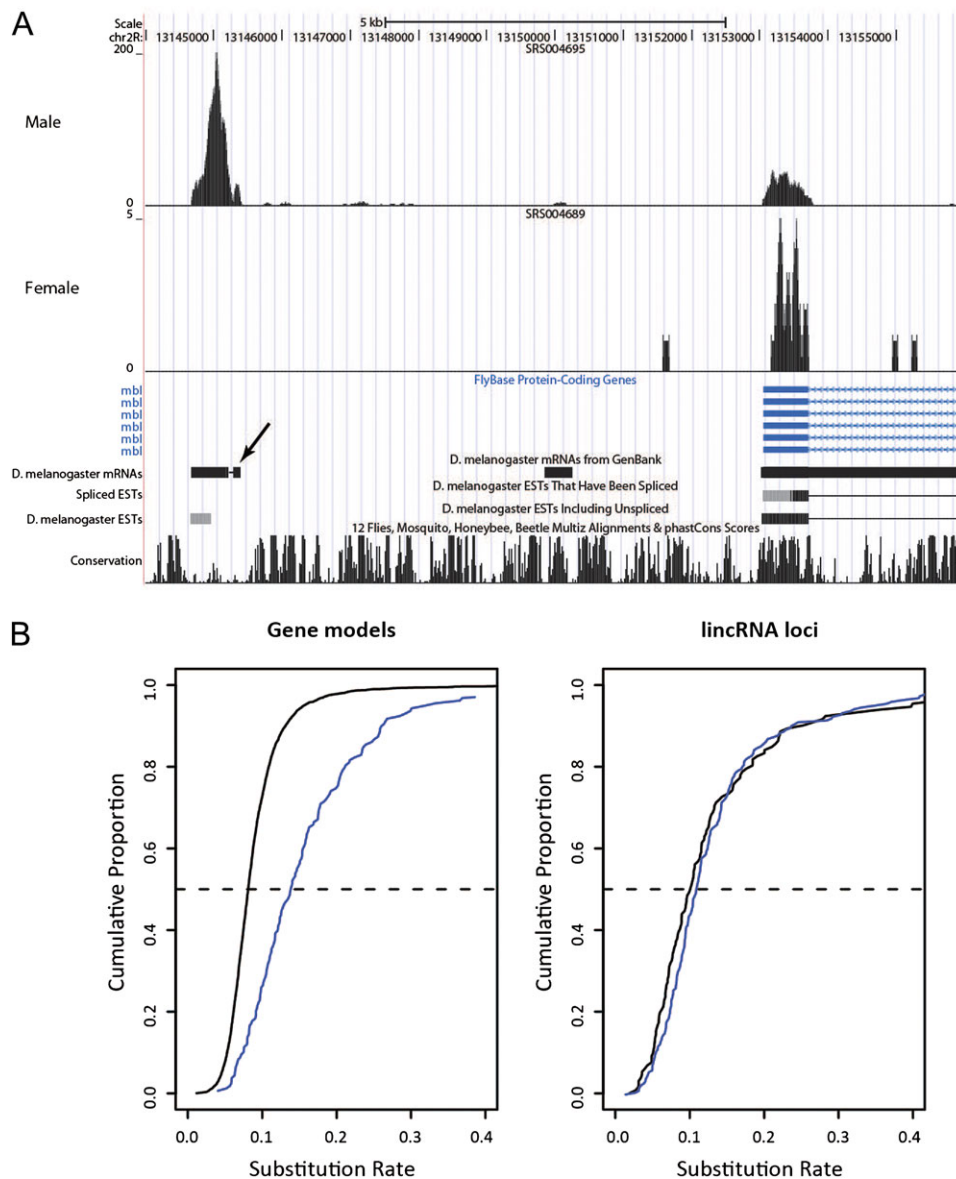 A
Scale
5 kb
chr2R:
13145000
13146000
13147000
13148000
13149000
13150000
13151000
13152000
13153000
13154000
13155000
200
SRS004695
Male
0
5
SRS004689
Female
0
FlyBase Protein-Coding Genes
mbl
mbl
mbl
mbl
mbl
mbl
D. melanogaster mRNAs from GenBank
D. melanogaster mRNAs
D. melanogaster ESTs That Have Been Spliced
Spliced ESTs
D. melanogaster ESTs Including Unspliced
D. melanogaster ESTs
12 Flies, Mosquito, Honeybee, Beetle Multiz Alignments & phastCons Scores
Conservation
B
Gene models
Cumulative Proportion
1.0
0.8
0.6
0.4
0.2
0.0
0.0 0.1 0.2 0.3 0.4
Substitution Rate
lincRNA loci
Cumulative Proportion
1.0
0.8
0.6
0.4
0.2
0.0
0.0 0.1 0.2 0.3 0.4
Substitution Rate